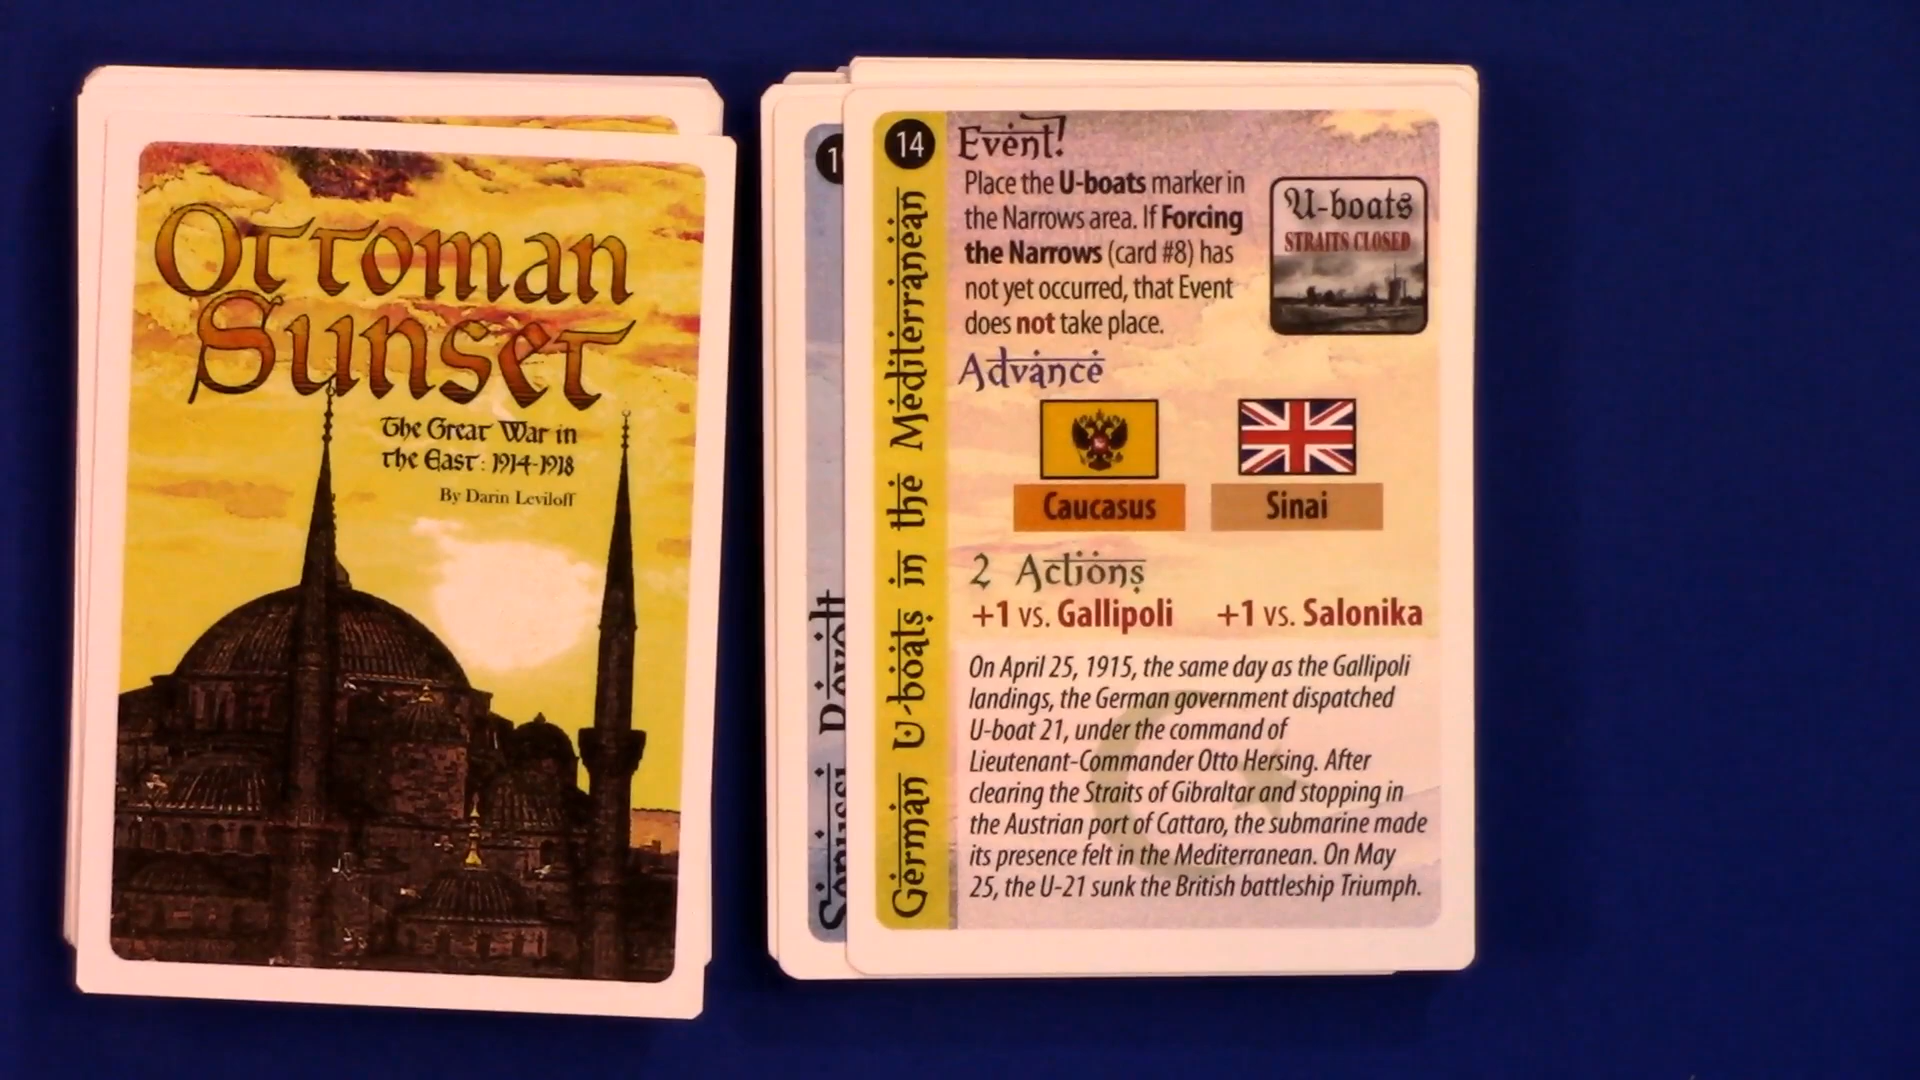 Ottoman
Sunset
The Great War in
the East: 1914-1918
By Darin Leviloff
Senussi Revolt
14
German U-boats in the Mediterranean
Event!
Place the U-boats marker in
the Narrows area. If Forcing
the Narrows (card #8) has
not yet occurred, that Event
does not take place.
U-boats
STRAITS CLOSED
Advance
Caucasus
Sinai
2 Actions
+1 vs. Gallipoli +1 vs. Salonika
On April 25, 1915, the same day as the Gallipoli
landings, the German government dispatched
U-boat 21, under the command of
Lieutenant-Commander Otto Hersing. After
clearing the Straits of Gibraltar and stopping in
the Austrian port of Cattaro, the submarine made
its presence felt in the Mediterranean. On May
25, the U-21 sunk the British battleship Triumph.